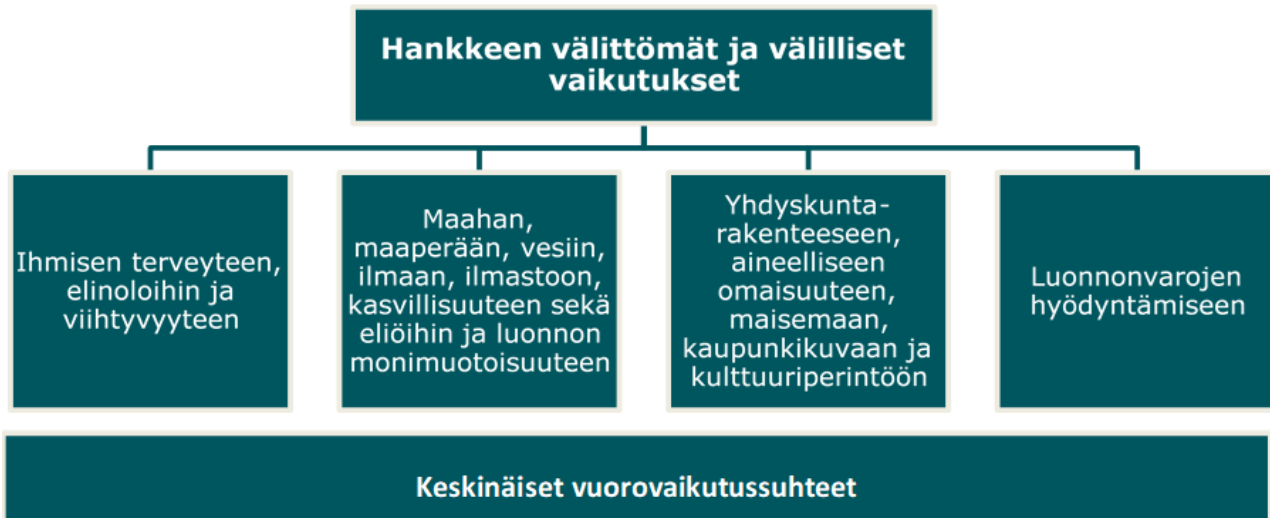 Hankkeen välittömät ja välilliset
vaikutukset
Ihmisen terveyteen,
elinoloihin ja
viihtyvyyteen
Maahan,
maaperään, vesiin,
ilmaan, ilmastoon,
kasvillisuuteen sekä
eliöihin ja luonnon
monimuotoisuuteen
Yhdyskunta-
rakenteeseen,
aineelliseen
omaisuuteen,
maisemaan,
kaupunkikuvaan ja
kulttuuriperintöön
Luonnonvarojen
hyödyntämiseen
Keskinäiset vuorovaikutussuhteet